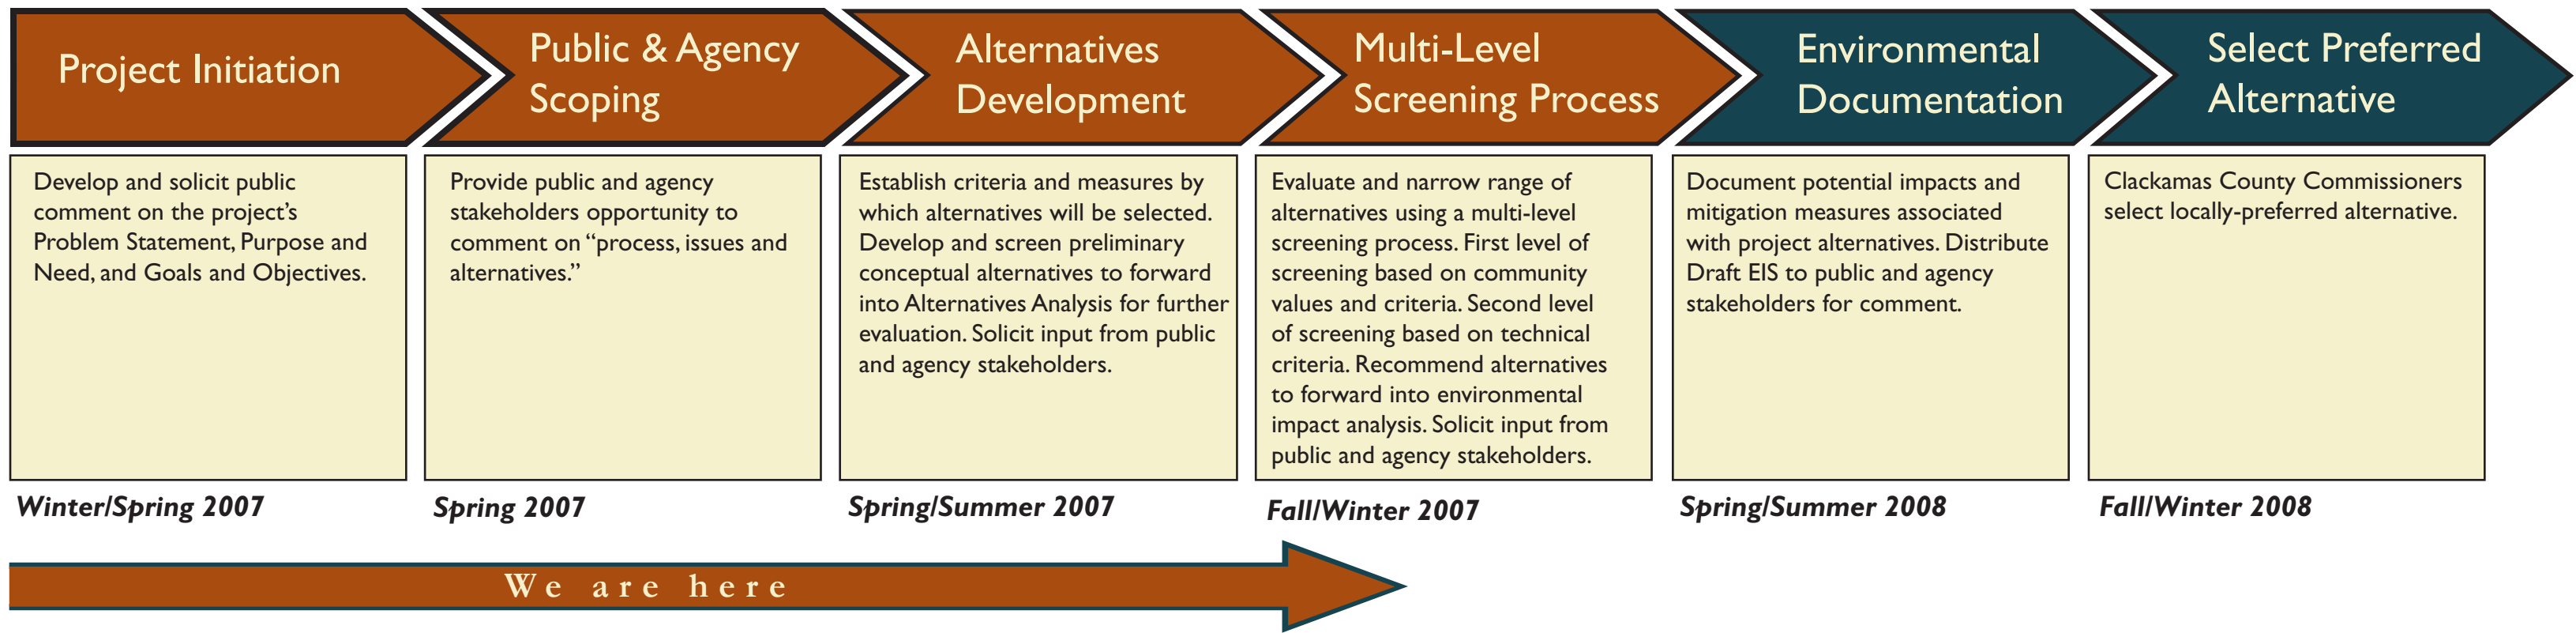 Project Initiation
Public & Agency
Scoping
Alternatives
Development
Multi-Level
Screening Process
Environmental
Documentation
Select Preferred
Alternative
Develop and solicit public
comment on the project’s
Problem Statement, Purpose and
Need, and Goals and Objectives.
Provide public and agency
stakeholders opportunity to
comment on “process, issues and
alternatives.”
Establish criteria and measures by
which alternatives will be selected.
Develop and screen preliminary
conceptual alternatives to forward
into Alternatives Analysis for further
evaluation. Solicit input from public
and agency stakeholders.
Evaluate and narrow range of
alternatives using a multi-level
screening process. First level of
screening based on community
values and criteria. Second level
of screening based on technical
criteria. Recommend alternatives
to forward into environmental
impact analysis. Solicit input from
public and agency stakeholders.
Document potential impacts and
mitigation measures associated
with project alternatives. Distribute
Draft EIS to public and agency
stakeholders for comment.
Clackamas County Commissioners
select locally-preferred alternative.
Winter/Spring 2007
Spring 2007
Spring/Summer 2007
Fall/Winter 2007
Spring/Summer 2008
Fall/Winter 2008
We are here